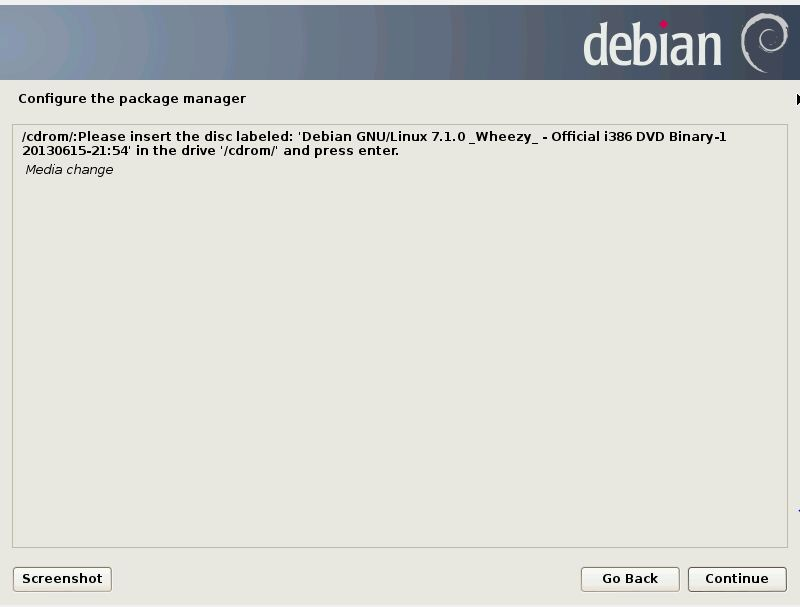 debian
Configure the package manager
/cdrom/:Please insert the disc labeled: 'Debian GNU/Linux 7.1.0 _Wheezy_ - Official i386 DVD Binary-1
20130615-21:54' in the drive '/cdrom/' and press enter.
Media change
Screenshot
Go Back
Continue